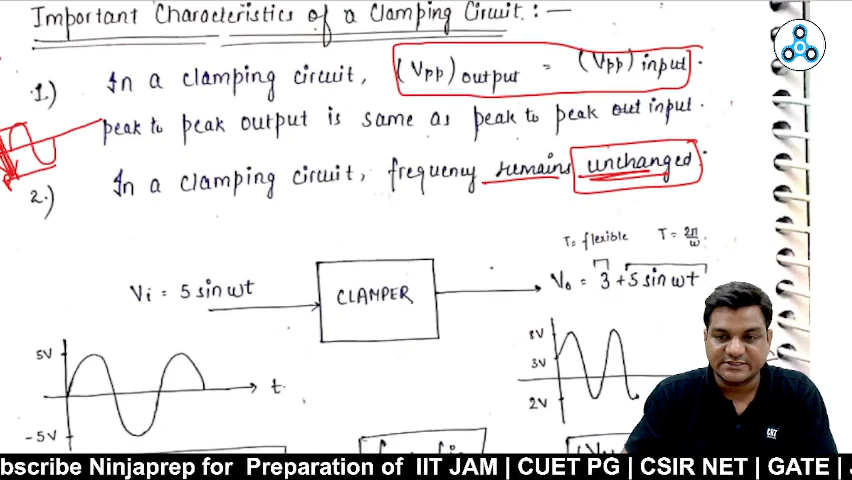 Important Characteristics of a Clamping Circuit :-
1.) In a clamping circuit, (Vpp) output = (Vpp) input.
peak to peak output is same as peak to peak out input.
2.) In a clamping circuit, frequency remains unchanged.
T = flexible T = 2π/ω
Vi = 5 sin ωt
CLAMPER
Vo = 3 + 5 sin ωt
5V
t
-5V
8V
3V
2V
bscribe Ninjaprep for Preparation of IIT JAM | CUET PG | CSIR NET | GATE | J